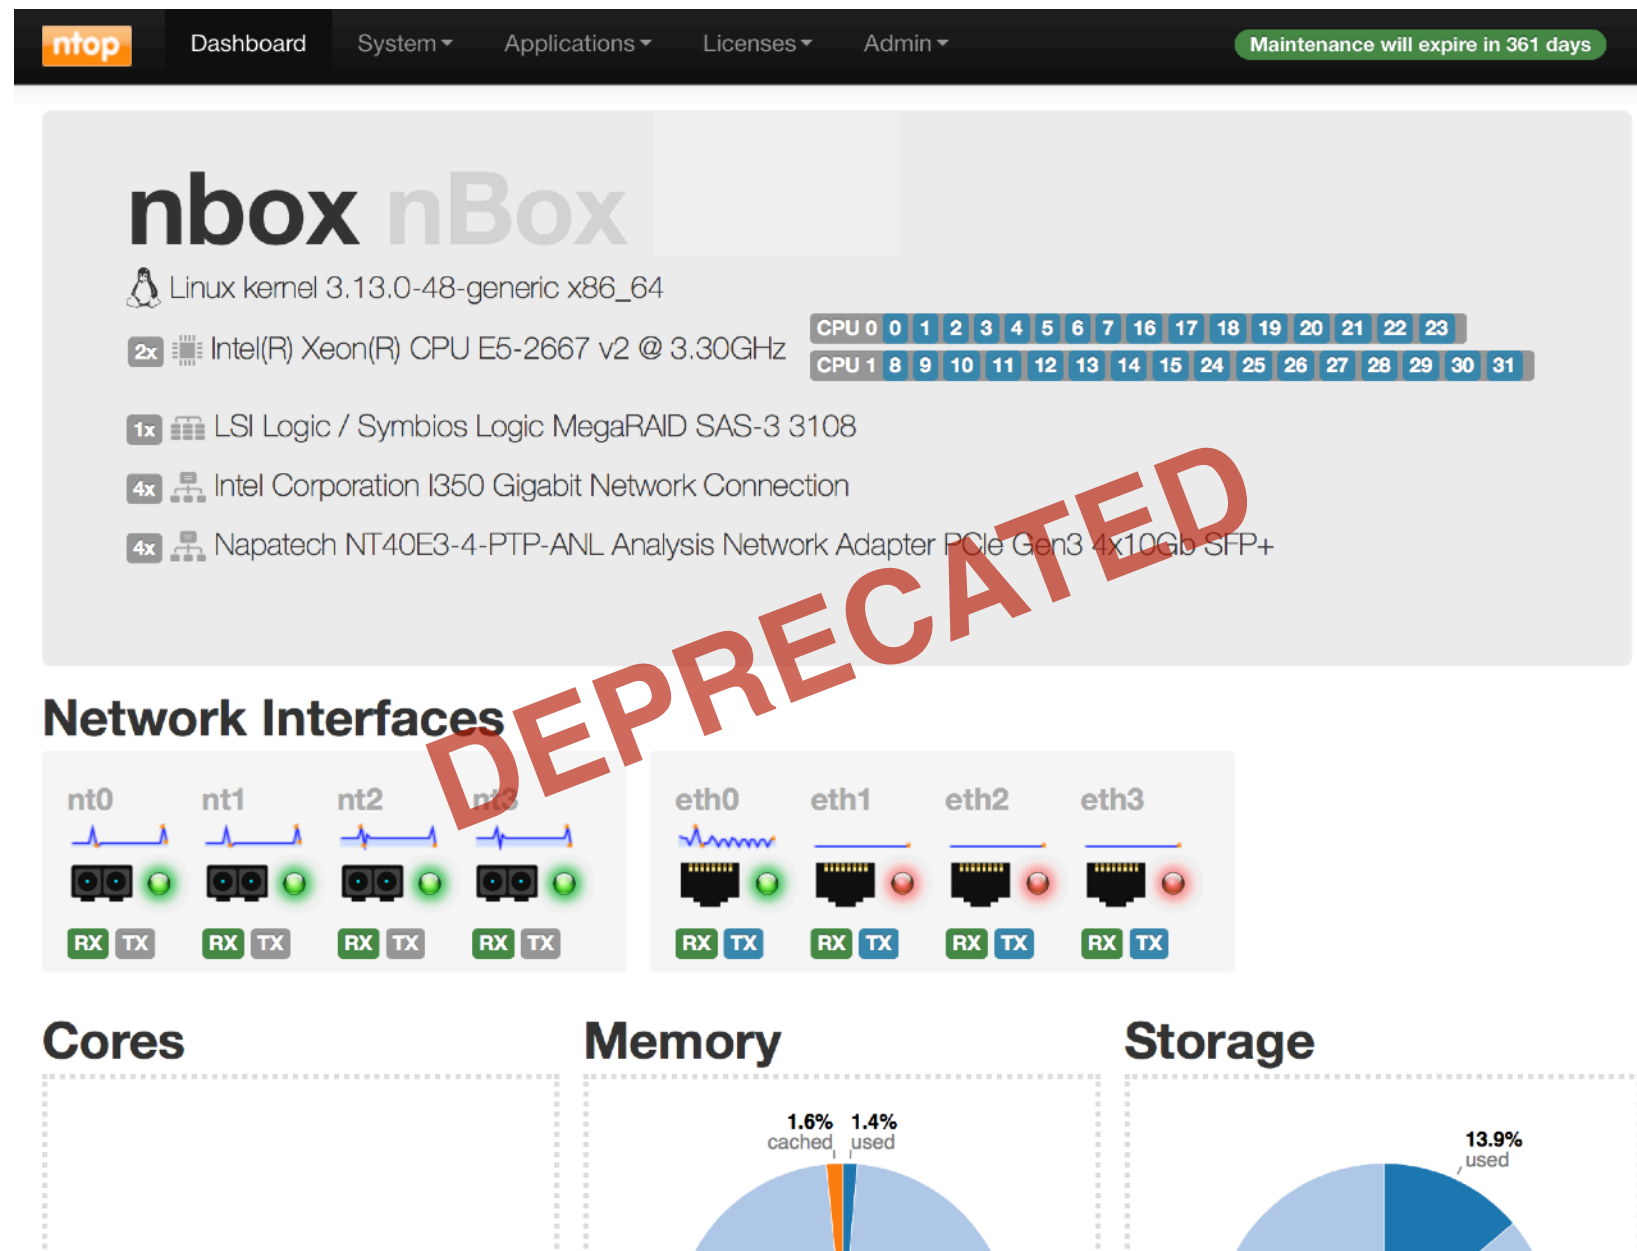 ntop Dashboard System Applications Licenses Admin Maintenance will expire in 361 days
nbox nBox
Linux kernel 3.13.0-48-generic x86_64
2x Intel(R) Xeon(R) CPU E5-2667 v2 @ 3.30GHz
CPU 0 0 1 2 3 4 5 6 7 16 17 18 19 20 21 22 23
CPU 1 8 9 10 11 12 13 14 15 24 25 26 27 28 29 30 31
1x LSI Logic / Symbios Logic MegaRAID SAS-3 3108
4x Intel Corporation I350 Gigabit Network Connection
4x Napatech NT40E3-4-PTP-ANL Analysis Network Adapter PCIe Gen3 4x10Gb SFP+
DEPRECATED
Network Interfaces
nt0 nt1 nt2 nt3 eth0 eth1 eth2 eth3
RX TX RX TX RX TX RX TX RX TX RX TX RX TX RX TX
Cores Memory Storage
1.6% 1.4%
cached used
13.9%
used